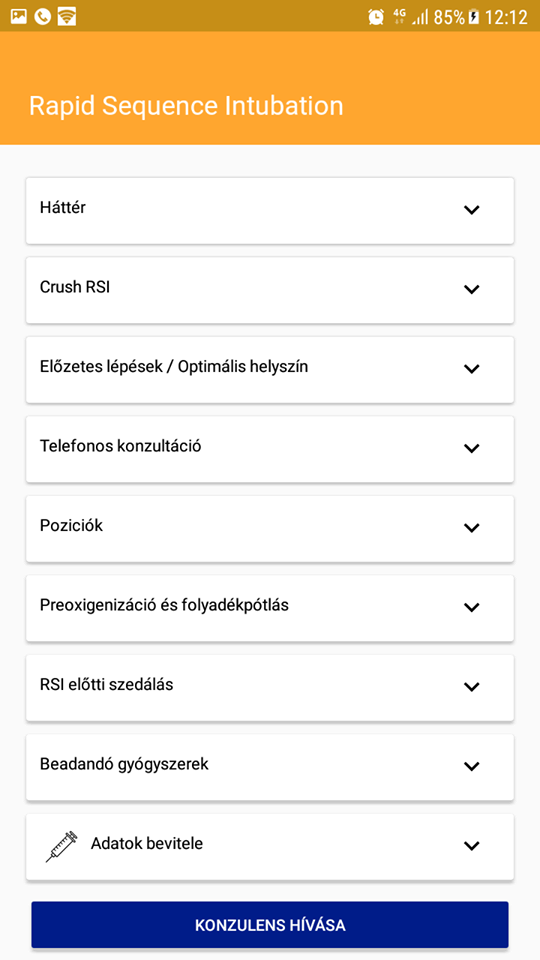 4G 85% 12:12
Rapid Sequence Intubation
Háttér
Crush RSI
Előzetes lépések / Optimális helyszín
Telefonos konzultáció
Poziciók
Preoxigenizáció és folyadékpótlás
RSI előtti szedálás
Beadandó gyógyszerek
Adatok bevitele
KONZULENS HÍVÁSA